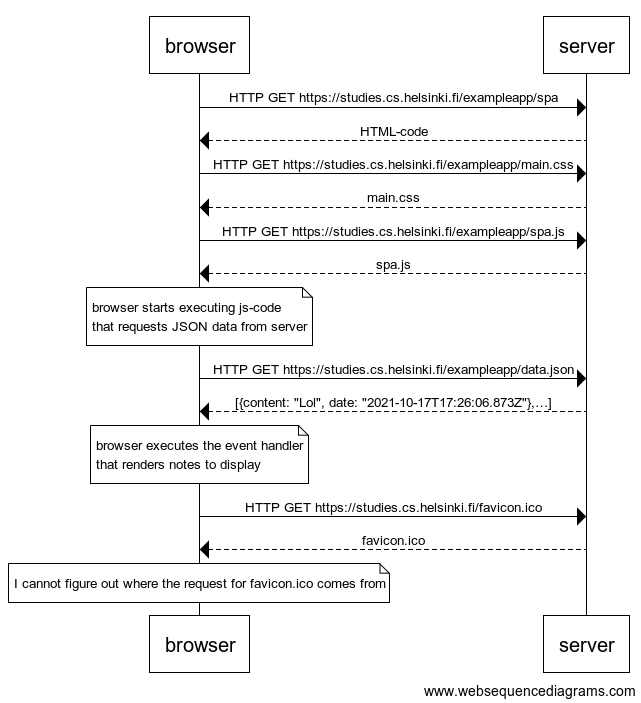 browser server
HTTP GET https://studies.cs.helsinki.fi/exampleapp/spa
HTML-code
HTTP GET https://studies.cs.helsinki.fi/exampleapp/main.css
main.css
HTTP GET https://studies.cs.helsinki.fi/exampleapp/spa.js
spa.js
browser starts executing js-code
that requests JSON data from server
HTTP GET https://studies.cs.helsinki.fi/exampleapp/data.json
[{content: "Lol", date: "2021-10-17T17:26:06.873Z"},...]
browser executes the event handler
that renders notes to display
HTTP GET https://studies.cs.helsinki.fi/favicon.ico
favicon.ico
I cannot figure out where the request for favicon.ico comes from
browser server
www.websequencediagrams.com